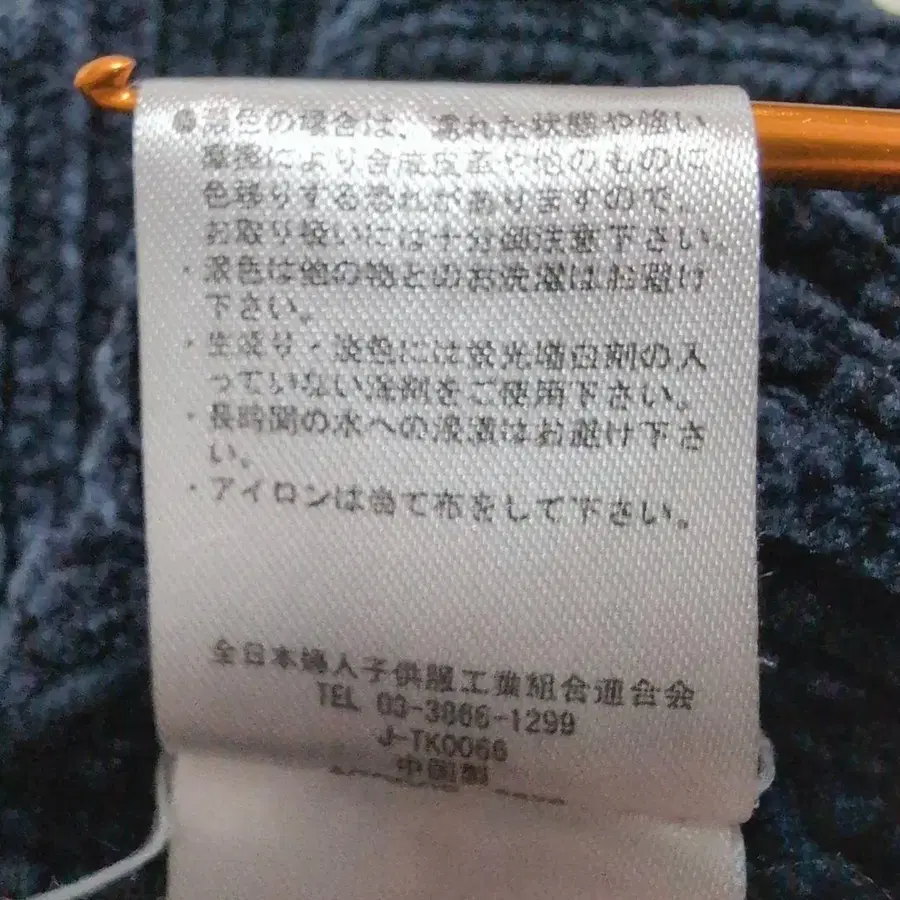 ●濃色の場合は、濡れた状態や強い
摩擦により合成皮革や他のものに
色移りする恐れがありますので。
お取り扱いには十分御注意下さい。
・濃色は他の物とのお洗濯はお避け
下さい。
・生成り・淡色には蛍光増白剤の入
っていない洗剤をご使用下さい。
・長時間の水への浸漬はお避け下さ
い。
・アイロンは当て布をして下さい。
全日本婦人子供服工業組合連合会
TEL 03-3866-1299
J-TK0066
中国製